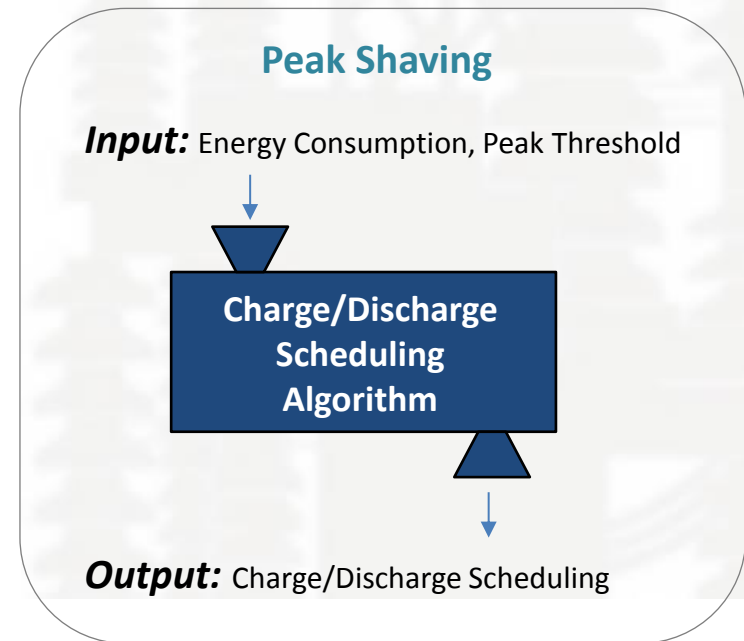 Peak Shaving
Input: Energy Consumption, Peak Threshold
Charge/Discharge
Scheduling
Algorithm
Output: Charge/Discharge Scheduling